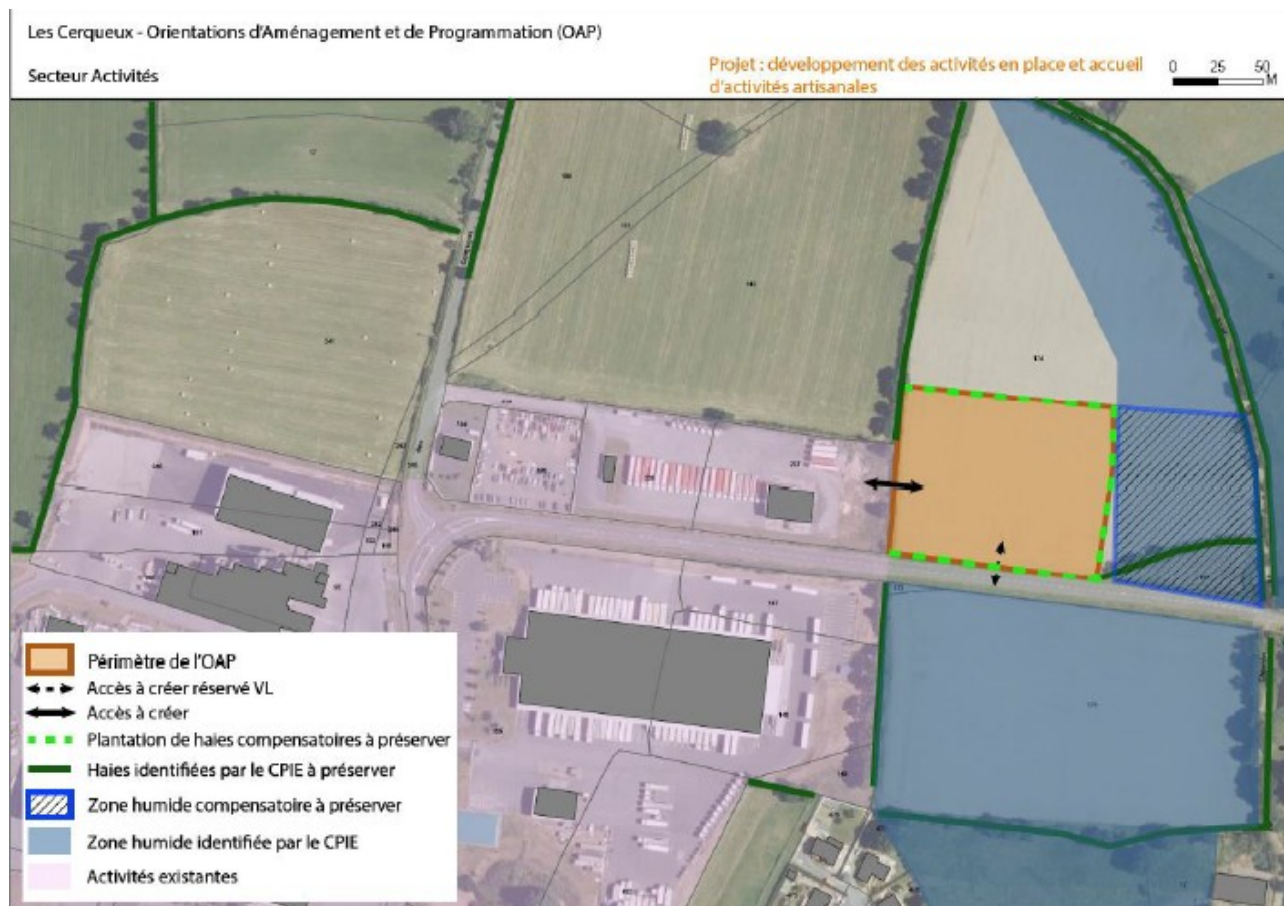 Les Cerqueux - Orientations d'Aménagement et de Programmation (OAP)
Secteur Activités
Projet : développement des activités en place et accueil
d'activités artisanales
0 25 50
M
Périmètre de l'OAP
Accès à créer réservé VL
Accès à créer
Plantation de haies compensatoires à préserver
Haies identifiées par le CPIE à préserver
Zone humide compensatoire à préserver
Zone humide identifiée par le CPIE
Activités existantes